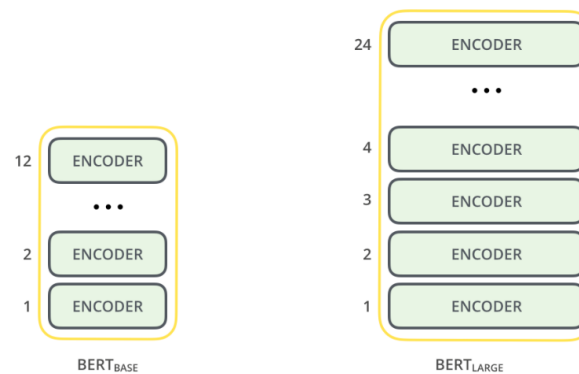 12 ENCODER
...
2 ENCODER
1 ENCODER
BERTBASE
24 ENCODER
...
4 ENCODER
3 ENCODER
2 ENCODER
1 ENCODER
BERTLARGE